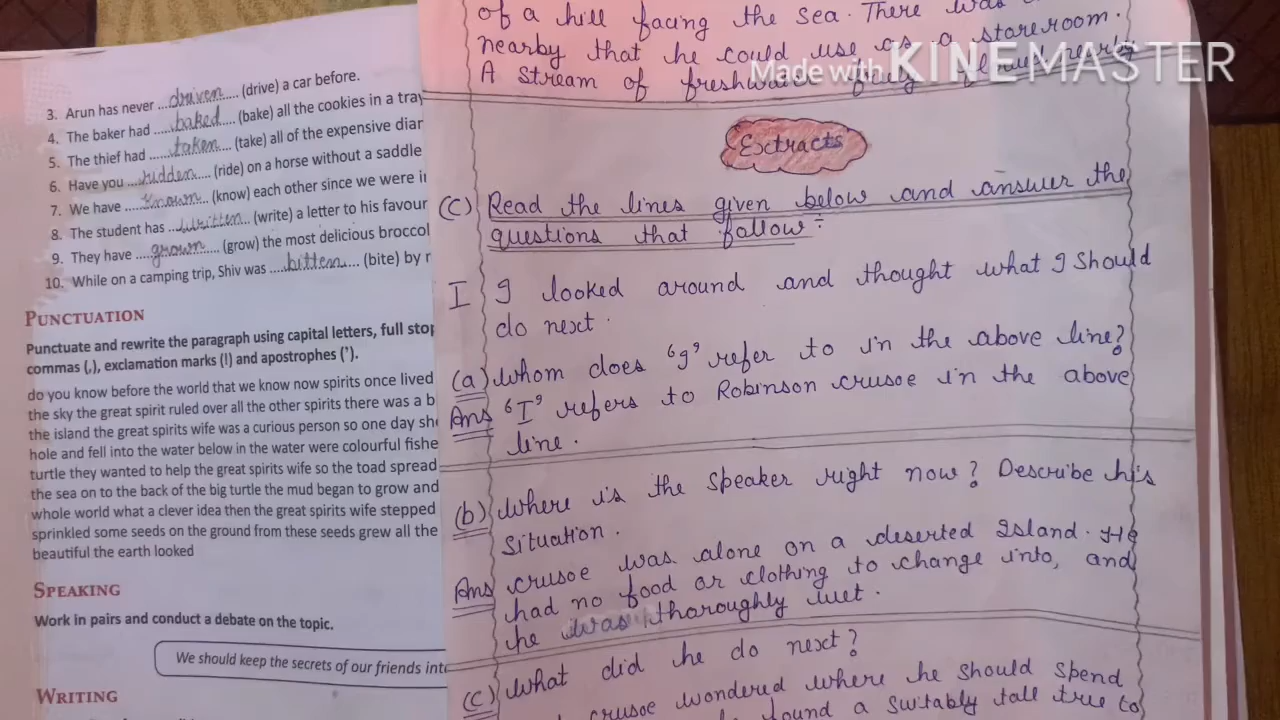 3. Arun has never ...driven... (drive) a car before.
4. The baker had ...baked... (bake) all the cookies in a tray
5. The thief had ...taken... (take) all of the expensive
6. Have you ...ridden... (ride) on a horse without a saddle
7. We have ...known... (know) each other since we were
8. The student has ...written... (write) a letter to his
9. They have ...grown... (grow) the most delicious
10. While on a camping trip, Shiv was ...bitten... (bite) by
PUNCTUATION
Punctuate and rewrite the paragraph using capital letters, full
commas (,), exclamation marks (!) and apostrophes (').
do you know before the world that we know now spirits once lived
the sky the great spirit ruled over all the other spirits there was a
the island the great spirits wife was a curious person so one day
hole and fell into the water below in the water were colourful
turtle they wanted to help the great spirits wife so the toad spread
the sea on to the back of the big turtle the mud began to grow and
whole world what a clever idea then the great spirits wife stepped
sprinkled some seeds on the ground from these seeds grew all the
beautiful the earth looked
SPEAKING
Work in pairs and conduct a debate on the topic.
We should keep the secrets of our friends
WRITING
of a hill facing the sea. There was
nearby that he could use as a storeroom.
A stream of
Made with KINEMASTER
Extracts
(C) Read the lines given below and answer the
questions that follow:-
I I looked around and thought what I should
do next.
(a) Whom does 'I' refer to in the above line?
Ans 'I' refers to Robinson crusoe in the above
line.
(b) Where is the speaker right now? Describe his
situation.
Ans crusoe was alone on a deserted Island. He
had no food or clothing to change into, and
he was thoroughly wet.
(c) What did he do next?
crusoe wondered where he should spend
found a suitably tall tree to